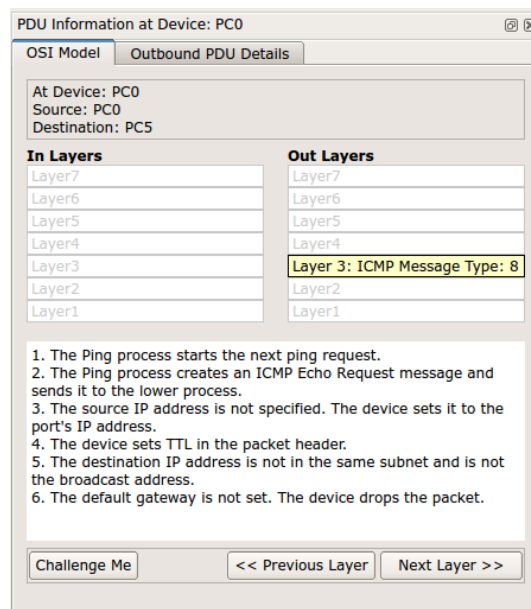 PDU Information at Device: PC0
OSI Model
Outbound PDU Details
At Device: PC0
Source: PC0
Destination: PC5
In Layers
Out Layers
Layer7
Layer7
Layer6
Layer6
Layer5
Layer5
Layer4
Layer4
Layer3
Layer 3: ICMP Message Type: 8
Layer2
Layer2
Layer1
Layer1
1. The Ping process starts the next ping request.
2. The Ping process creates an ICMP Echo Request message and
sends it to the lower process.
3. The source IP address is not specified. The device sets it to the
port's IP address.
4. The device sets TTL in the packet header.
5. The destination IP address is not in the same subnet and is not
the broadcast address.
6. The default gateway is not set. The device drops the packet.
Challenge Me
<< Previous Layer
Next Layer >>